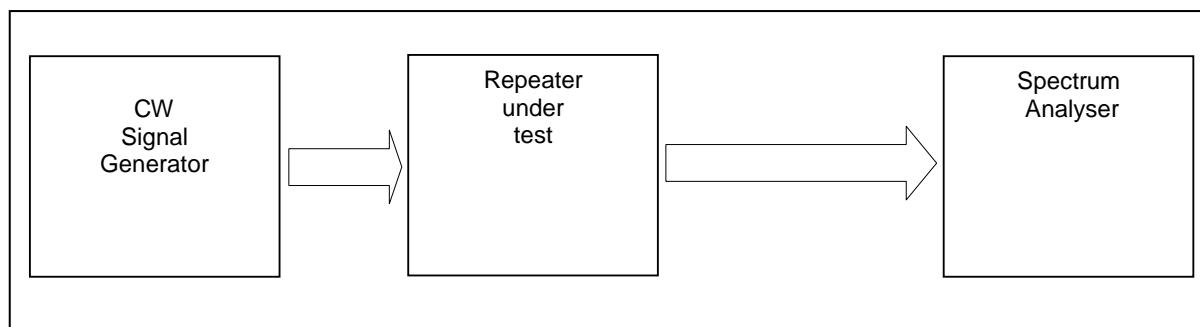 CW
Signal
Generator
Repeater
under
test
Spectrum
Analyser